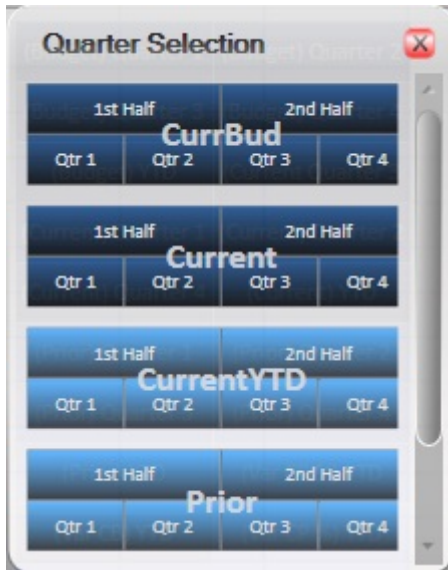 Quarter Selection
X
1st Half 2nd Half
CurrBud
Qtr 1 Qtr 2 Qtr 3 Qtr 4
1st Half 2nd Half
Current
Qtr 1 Qtr 2 Qtr 3 Qtr 4
1st Half 2nd Half
CurrentYTD
Qtr 1 Qtr 2 Qtr 3 Qtr 4
1st Half 2nd Half
Prior
Qtr 1 Qtr 2 Qtr 3 Qtr 4